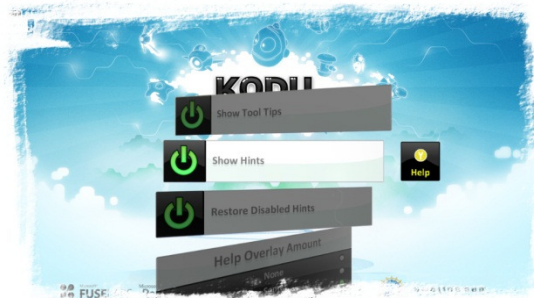 KODU
Show Tool Tips
Show Hints
Y
Help
Restore Disabled Hints
Help Overlay Amount
None
FUSE